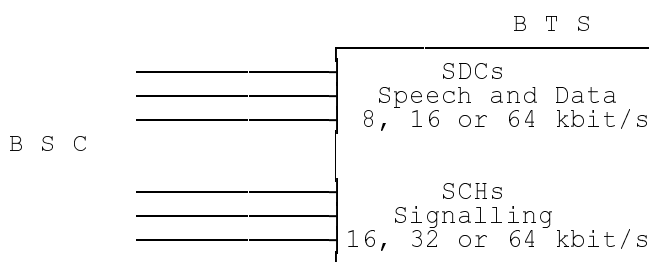 B T S
SDCs
Speech and Data
8, 16 or 64 kbit/s
B S C
SCHs
Signalling
16, 32 or 64 kbit/s